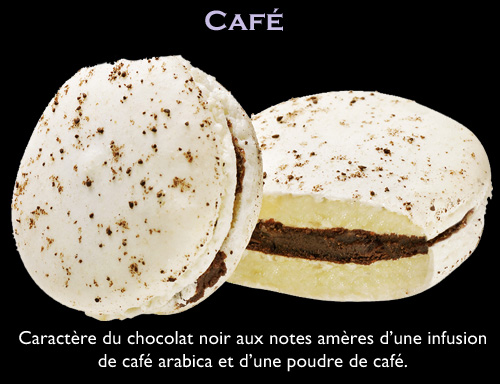 CAFÉ
Caractère du chocolat noir aux notes amères d'une infusion
de café arabica et d'une poudre de café.